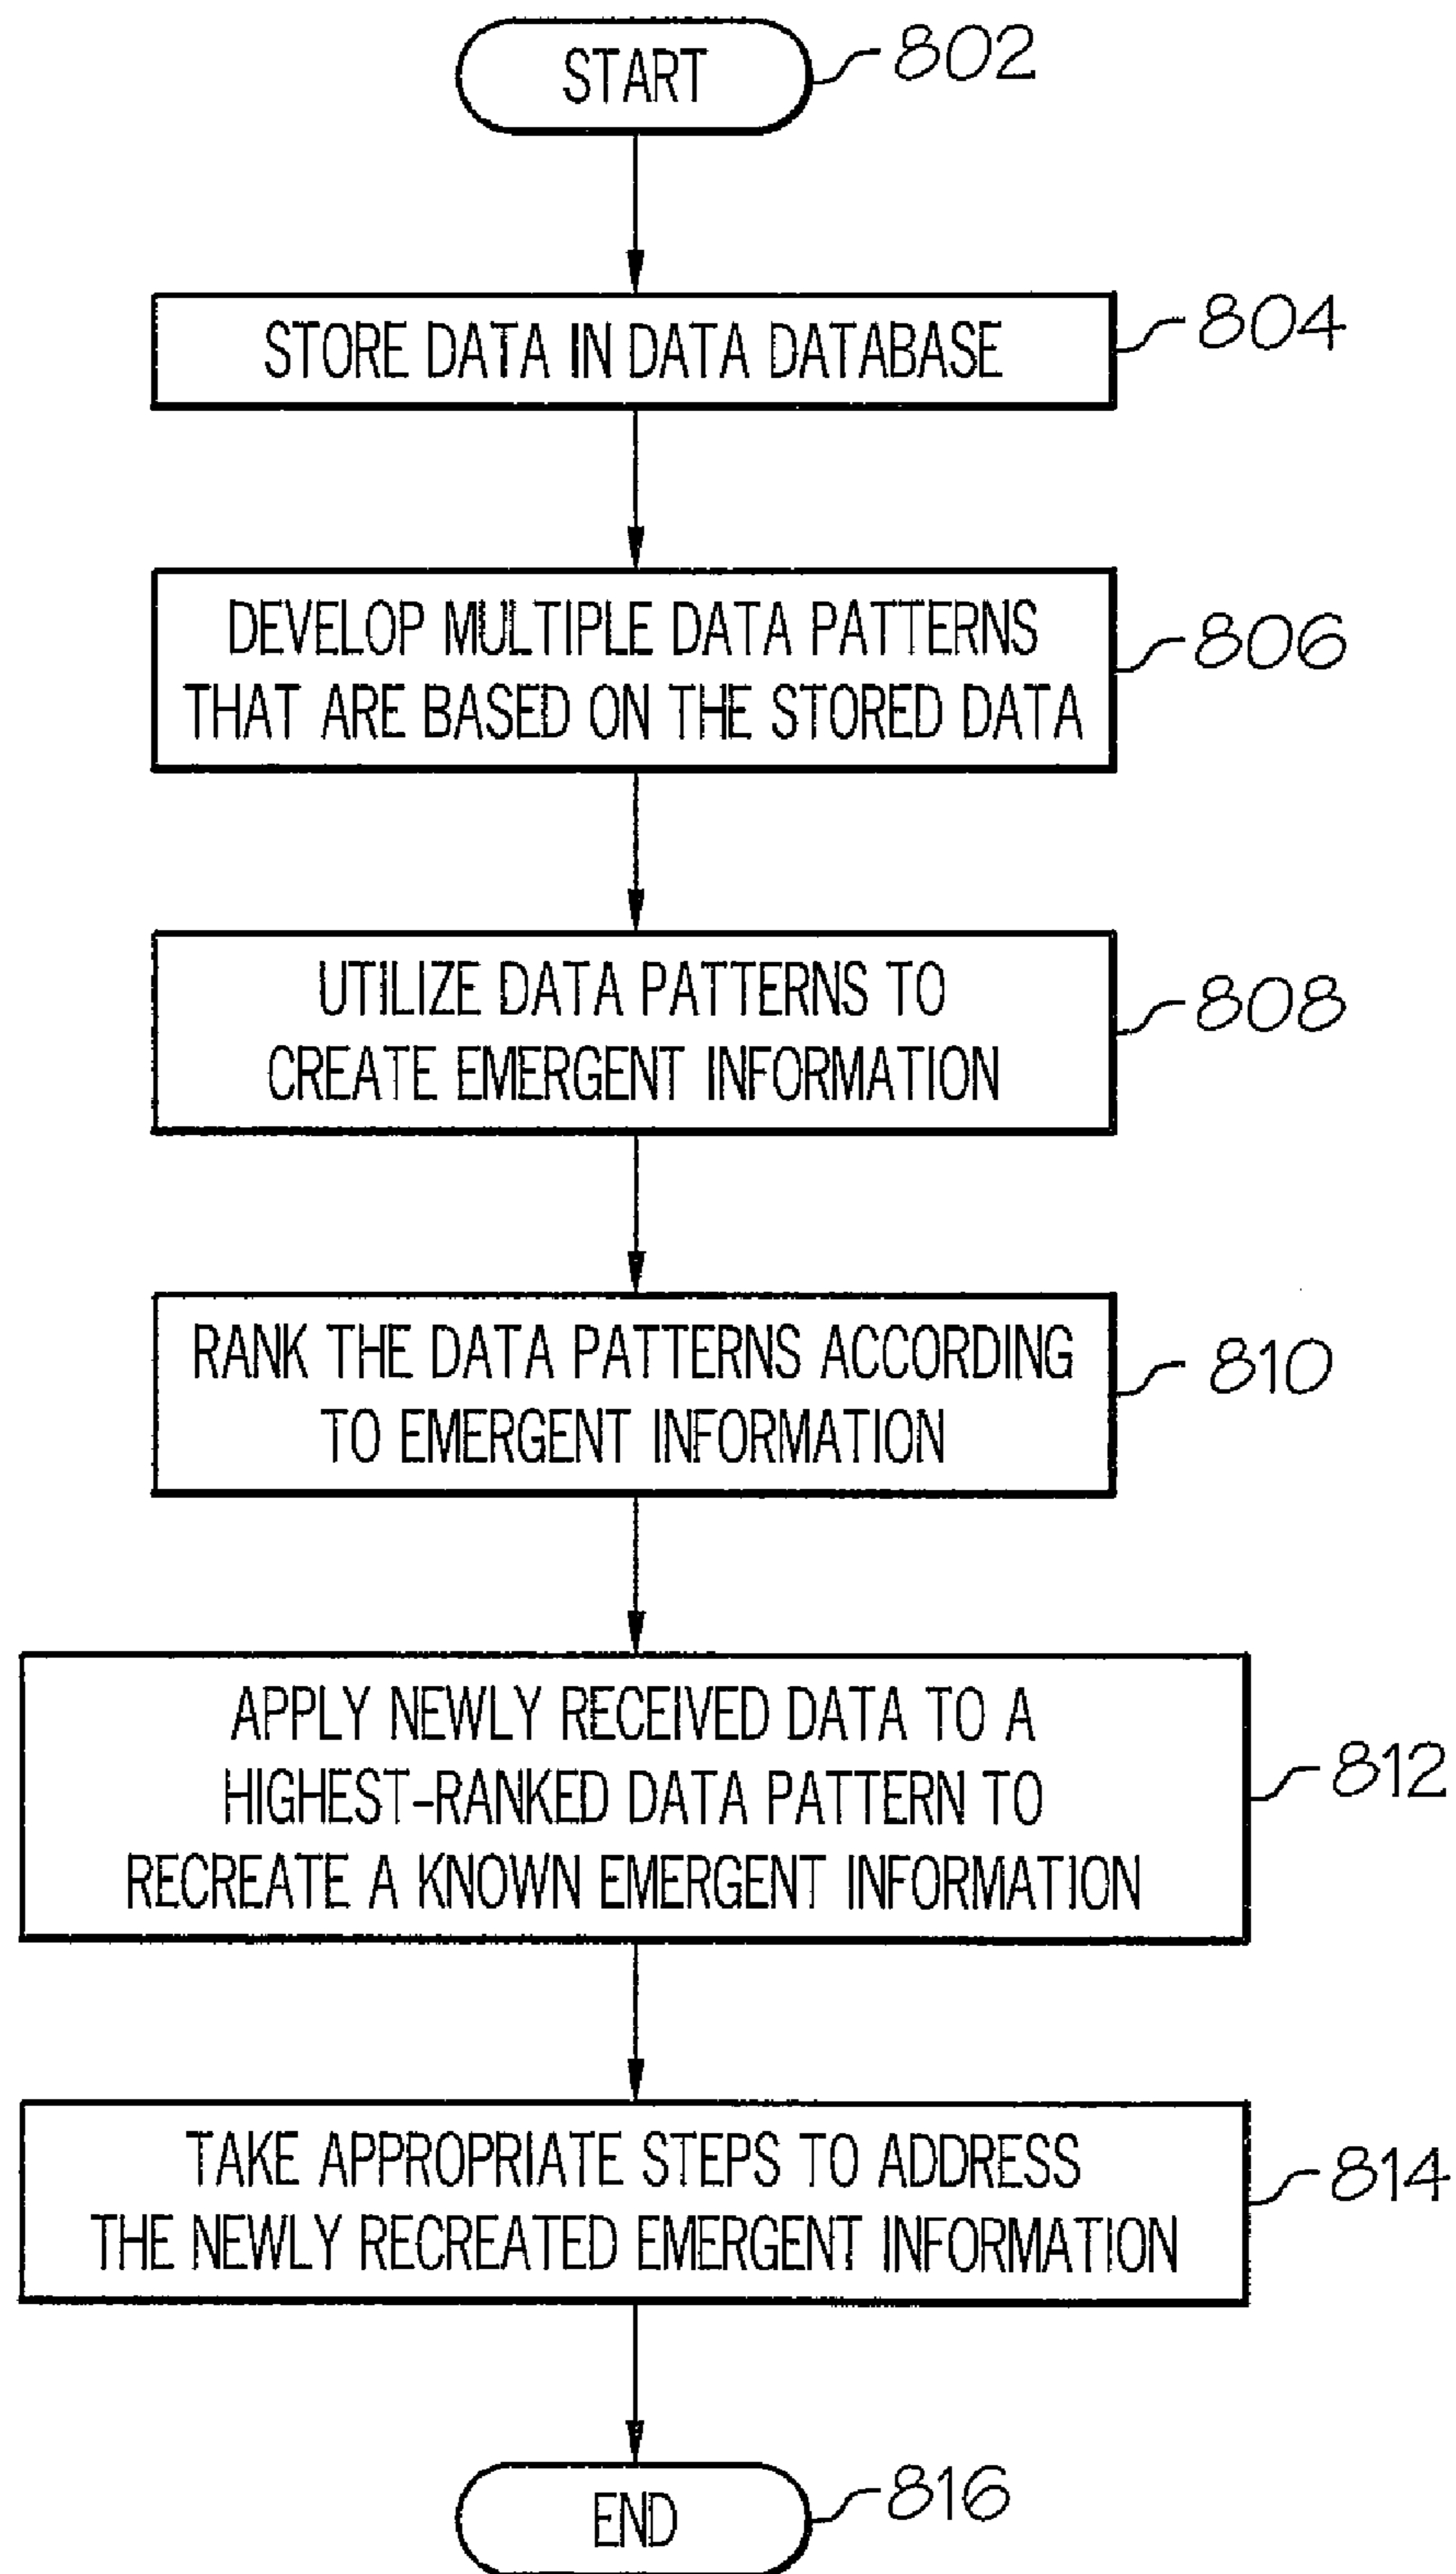 START
802
STORE DATA IN DATA DATABASE
804
DEVELOP MULTIPLE DATA PATTERNS
THAT ARE BASED ON THE STORED DATA
806
UTILIZE DATA PATTERNS TO
CREATE EMERGENT INFORMATION
808
RANK THE DATA PATTERNS ACCORDING
TO EMERGENT INFORMATION
810
APPLY NEWLY RECEIVED DATA TO A
HIGHEST-RANKED DATA PATTERN TO
RECREATE A KNOWN EMERGENT INFORMATION
812
TAKE APPROPRIATE STEPS TO ADDRESS
THE NEWLY RECREATED EMERGENT INFORMATION
814
END
816